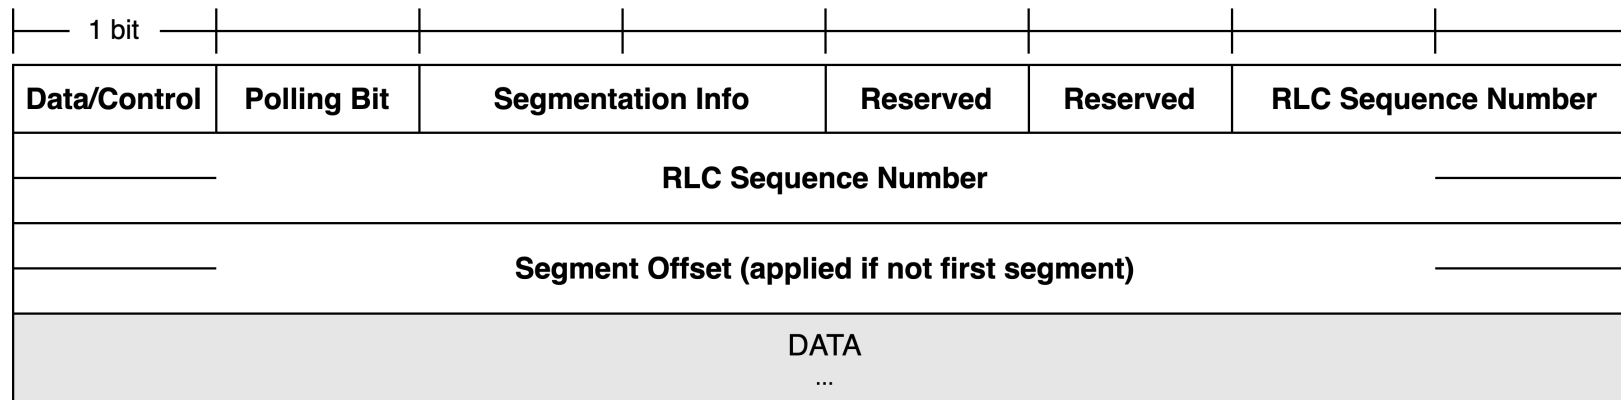 1 bit
Data/Control Polling Bit Segmentation Info Reserved Reserved RLC Sequence Number
RLC Sequence Number
Segment Offset (applied if not first segment)
DATA
...